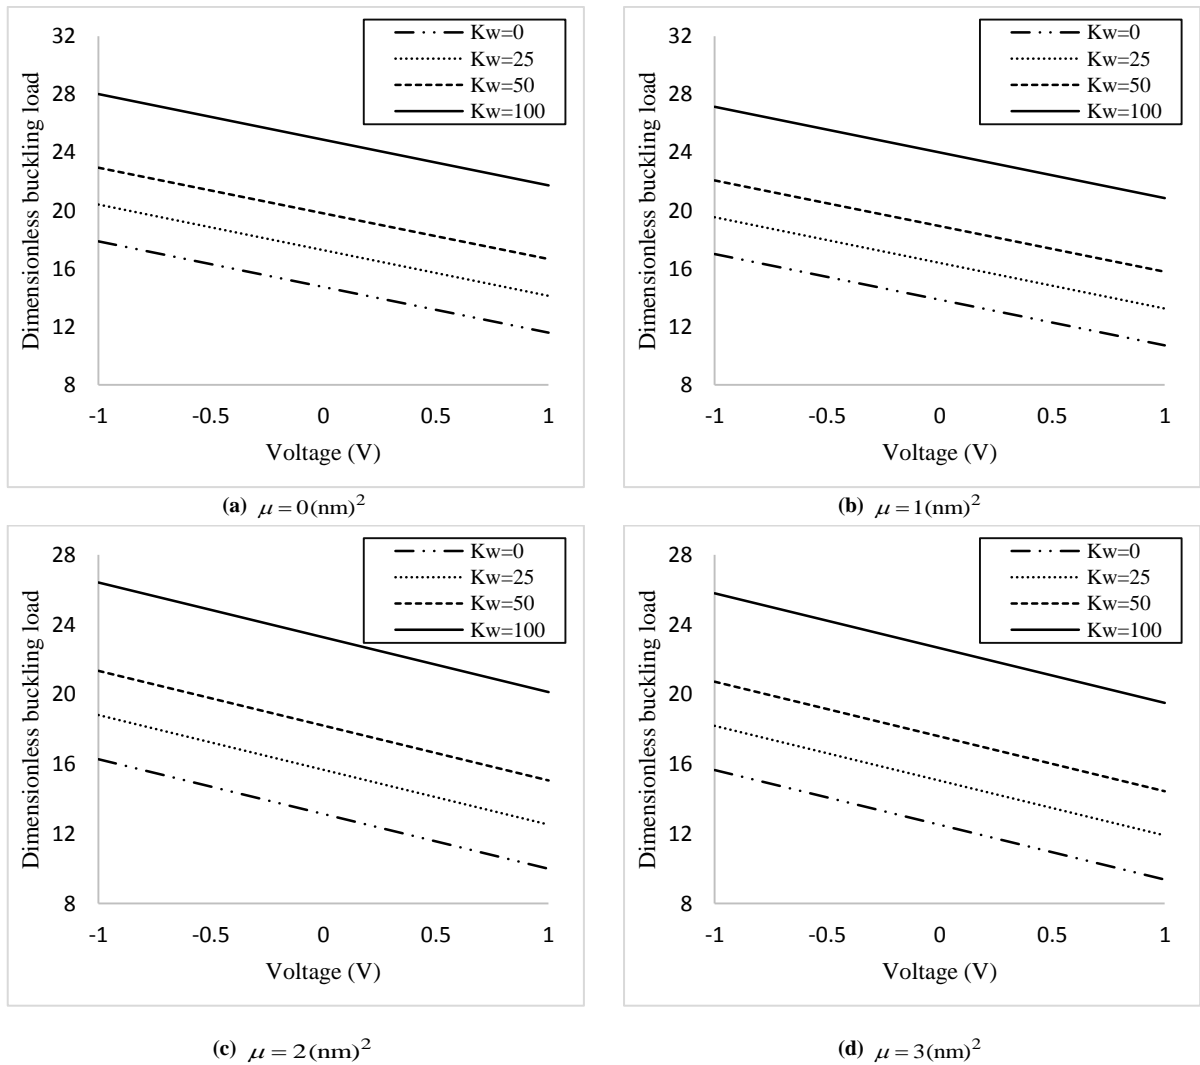 Dimensionless buckling load
32
28
24
20
16
12
8
Kw=0
Kw=25
Kw=50
Kw=100
-1 -0.5 0 0.5 1
Voltage (V)
(a) μ = 0(nm)²
Dimensionless buckling load
32
28
24
20
16
12
8
Kw=0
Kw=25
Kw=50
Kw=100
-1 -0.5 0 0.5 1
Voltage (V)
(b) μ = 1(nm)²
Dimensionless buckling load
28
24
20
16
12
8
Kw=0
Kw=25
Kw=50
Kw=100
-1 -0.5 0 0.5 1
Voltage (V)
(c) μ = 2(nm)²
Dimensionless buckling load
28
24
20
16
12
8
Kw=0
Kw=25
Kw=50
Kw=100
-1 -0.5 0 0.5 1
Voltage (V)
(d) μ = 3(nm)²